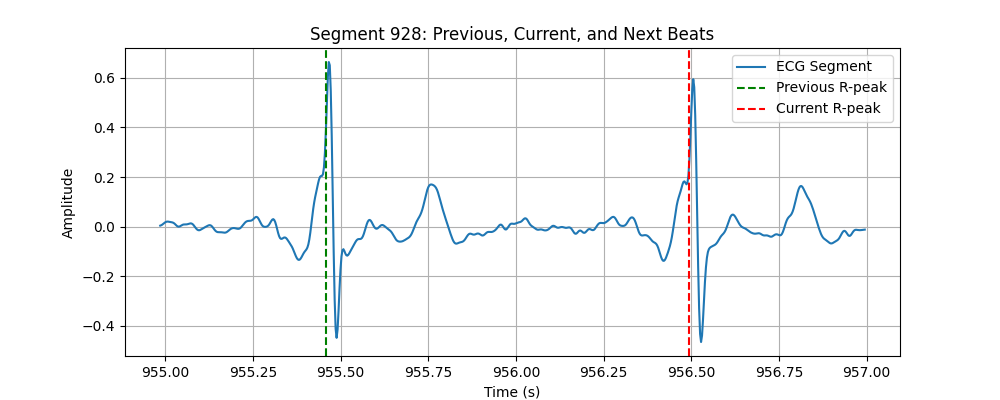 Segment 928: Previous, Current, and Next Beats
ECG Segment
Previous R-peak
Current R-peak
Amplitude
0.6
0.4
0.2
0.0
−0.2
−0.4
955.00 955.25 955.50 955.75 956.00 956.25 956.50 956.75 957.00
Time (s)